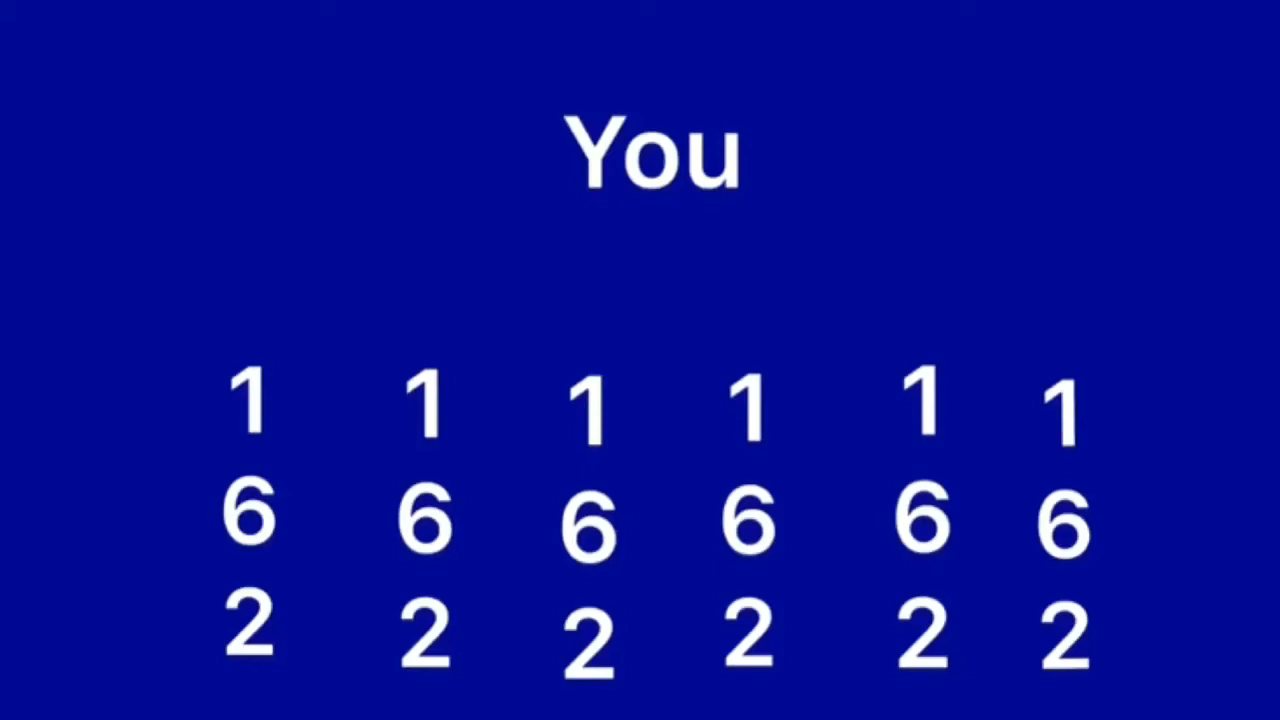 You
1 1 1 1 1 1
6 6 6 6 6 6
2 2 2 2 2 2